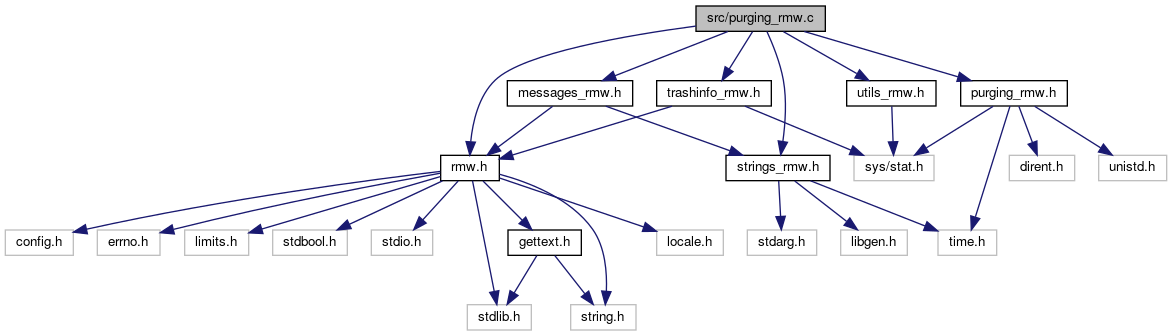 src/purging_rmw.c
messages_rmw.h
trashinfo_rmw.h
utils_rmw.h
purging_rmw.h
rmw.h
strings_rmw.h
sys/stat.h
dirent.h
unistd.h
config.h
errno.h
limits.h
stdbool.h
stdio.h
gettext.h
locale.h
stdarg.h
libgen.h
time.h
stdlib.h
string.h